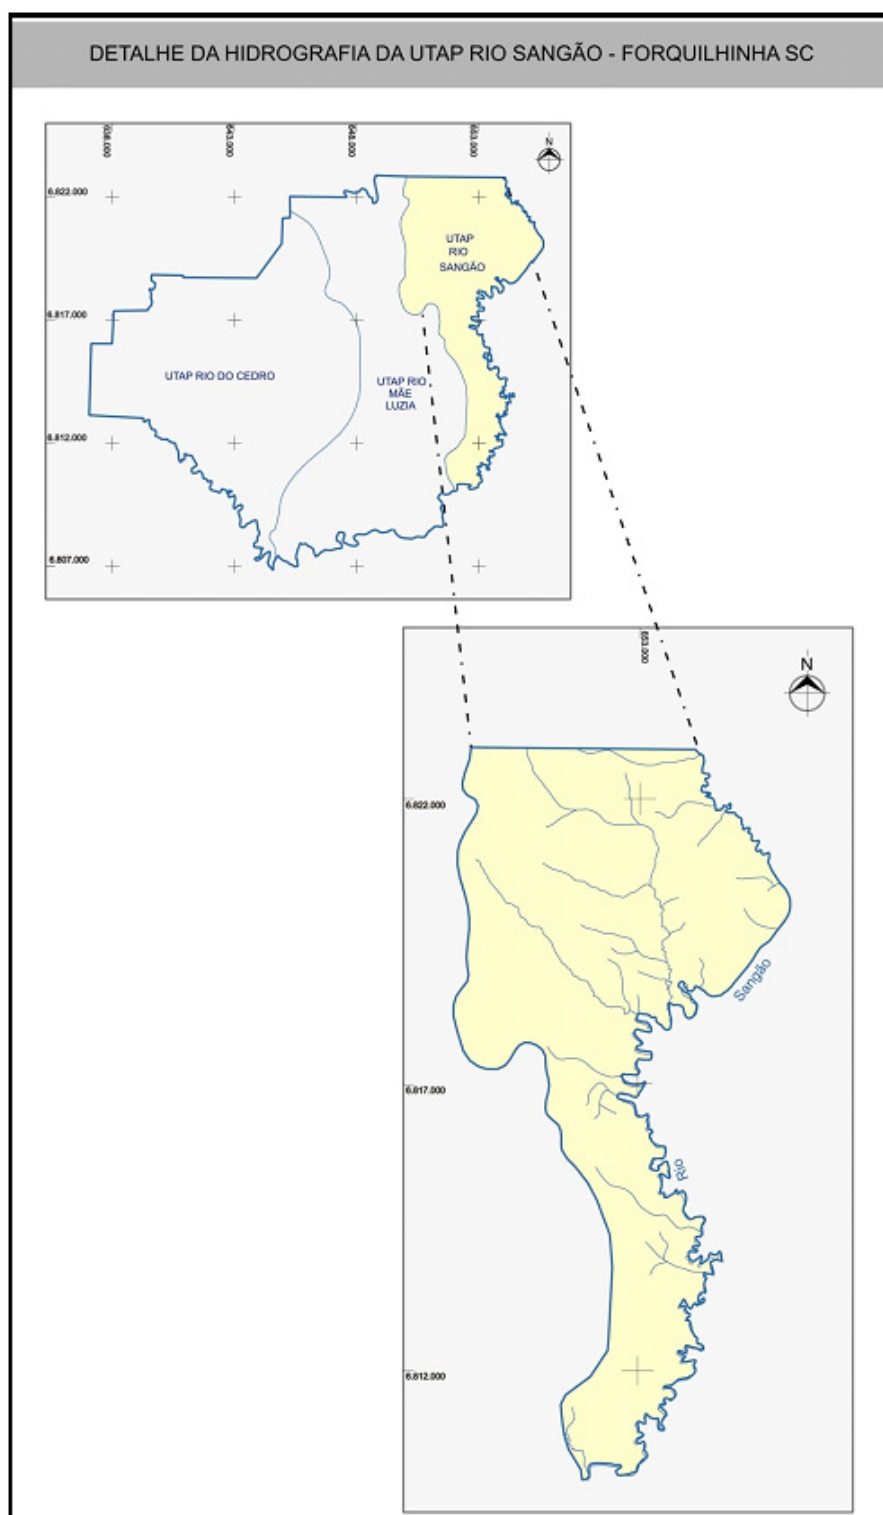 DETALHE DA HIDROGRAFIA DA UTAP RIO SANGÃO - FORQUILHINHA SC
638.000
643.000
648.000
653.000
N
6.822.000
UTAP
RIO
SANGÃO
6.817.000
UTAP RIO DO CEDRO
UTAP RIO
MÃE
LUZIA
6.812.000
6.807.000
653.000
N
6.822.000
Sangão
6.817.000
Rio
6.812.000